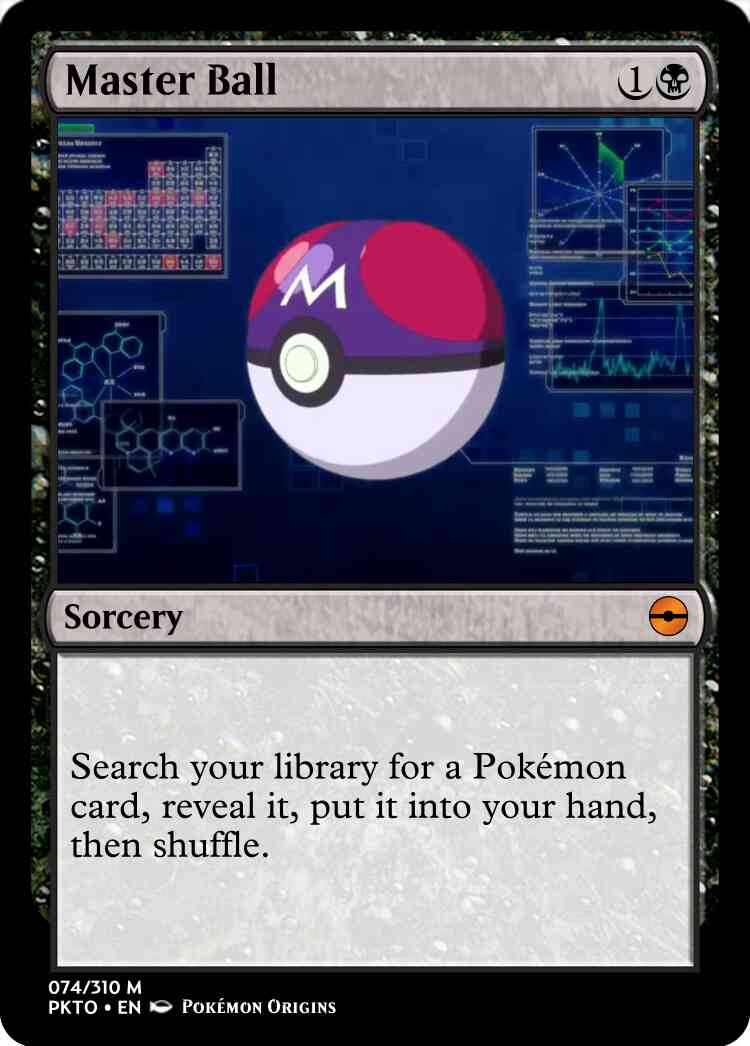 Master Ball
1
M
Sorcery
Search your library for a Pokémon
card, reveal it, put it into your hand,
then shuffle.
074/310 M
PKTO • EN Pokémon Origins